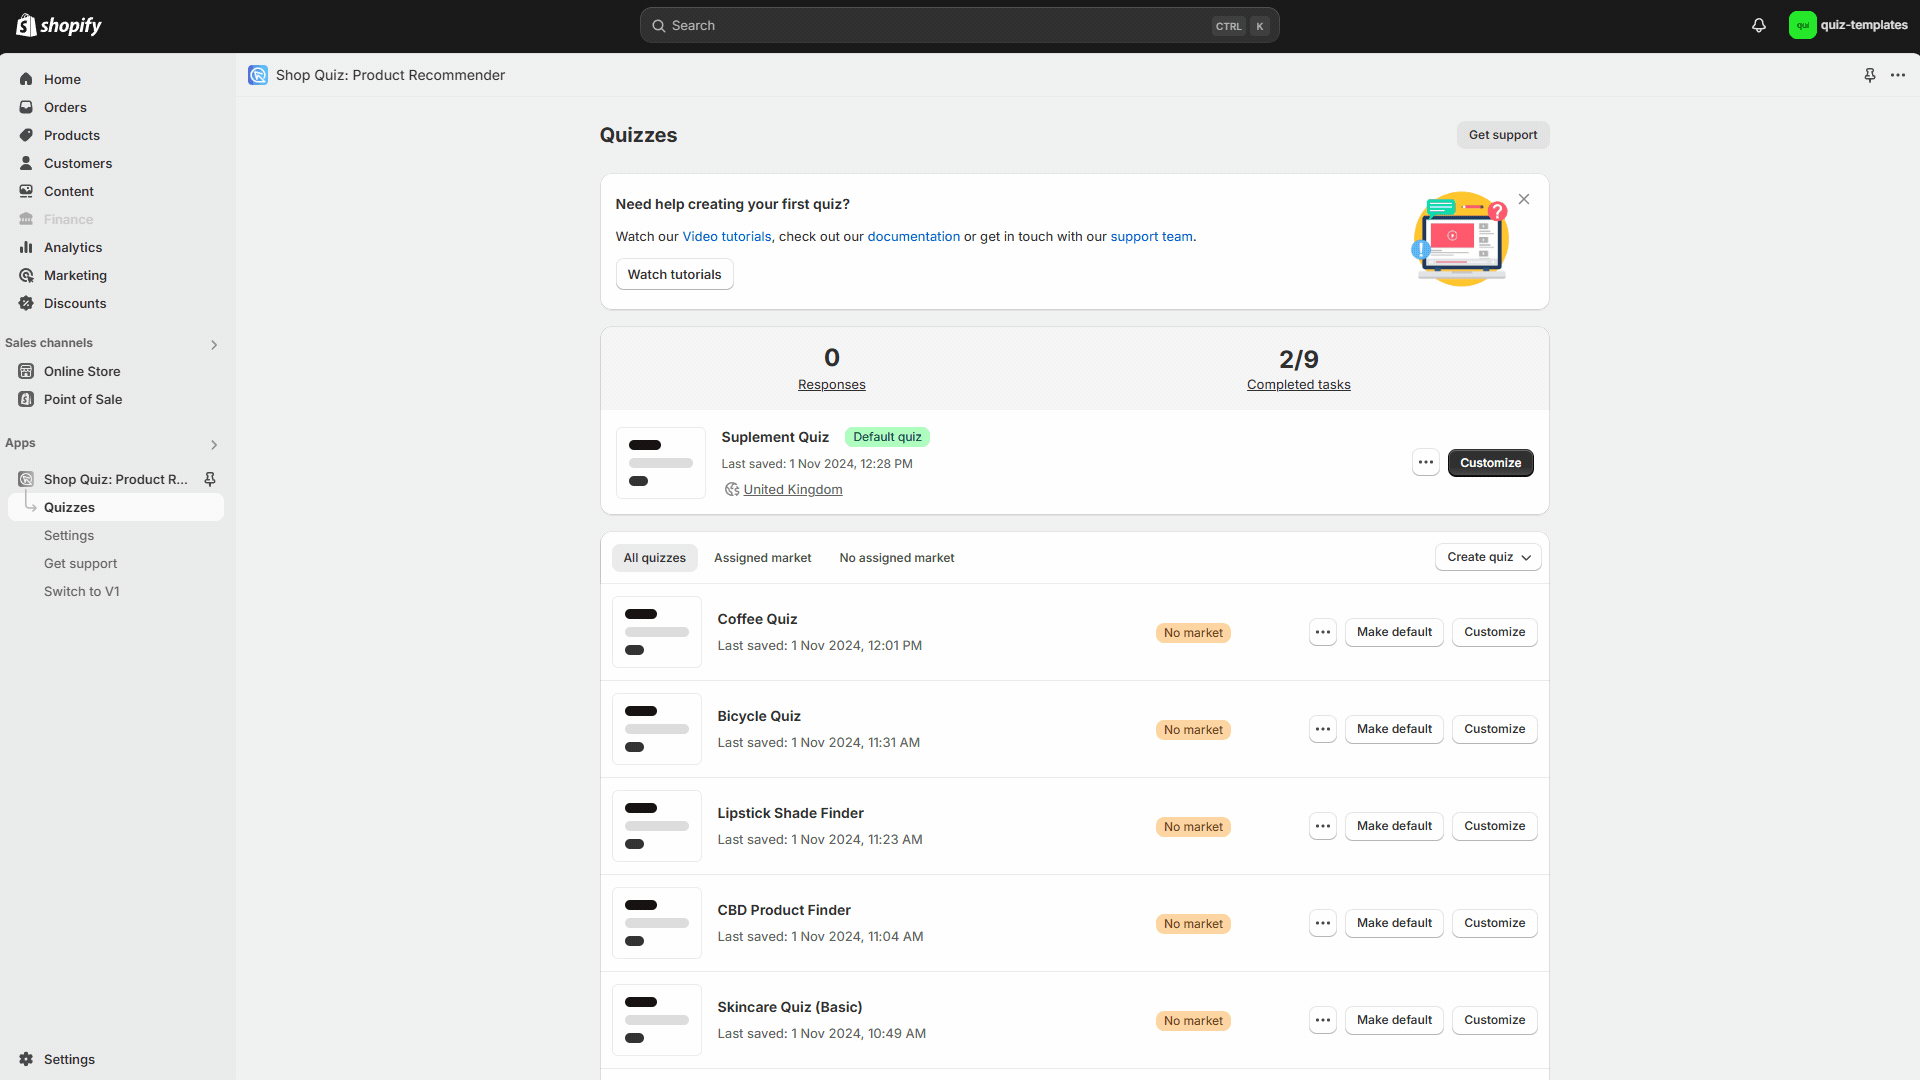 shopify
Search
CTRL K
qui
quiz-templates
Home
Orders
Products
Customers
Content
Finance
Analytics
Marketing
Discounts
Sales channels
Online Store
Point of Sale
Apps
Shop Quiz: Product R...
Quizzes
Settings
Get support
Switch to V1
Settings
Shop Quiz: Product Recommender
Quizzes
Get support
Need help creating your first quiz?
Watch our Video tutorials, check out our documentation or get in touch with our support team.
Watch tutorials
0
Responses
2/9
Completed tasks
Suplement Quiz
Default quiz
Last saved: 1 Nov 2024, 12:28 PM
United Kingdom
Customize
All quizzes
Assigned market
No assigned market
Create quiz
Coffee Quiz
Last saved: 1 Nov 2024, 12:01 PM
No market
Make default
Customize
Bicycle Quiz
Last saved: 1 Nov 2024, 11:31 AM
No market
Make default
Customize
Lipstick Shade Finder
Last saved: 1 Nov 2024, 11:23 AM
No market
Make default
Customize
CBD Product Finder
Last saved: 1 Nov 2024, 11:04 AM
No market
Make default
Customize
Skincare Quiz (Basic)
Last saved: 1 Nov 2024, 10:49 AM
No market
Make default
Customize